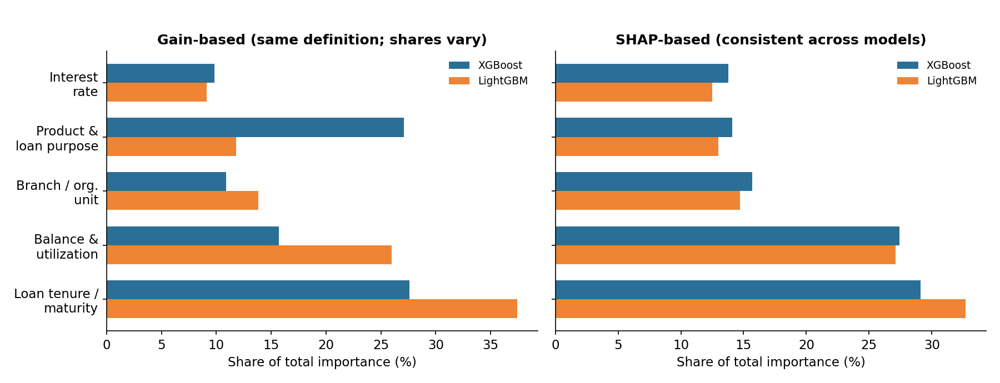 Gain-based (same definition; shares vary)
XGBoost
LightGBM
Interest
rate
Product &
loan purpose
Branch / org.
unit
Balance &
utilization
Loan tenure /
maturity
0 5 10 15 20 25 30 35
Share of total importance (%)
SHAP-based (consistent across models)
XGBoost
LightGBM
0 5 10 15 20 25 30
Share of total importance (%)